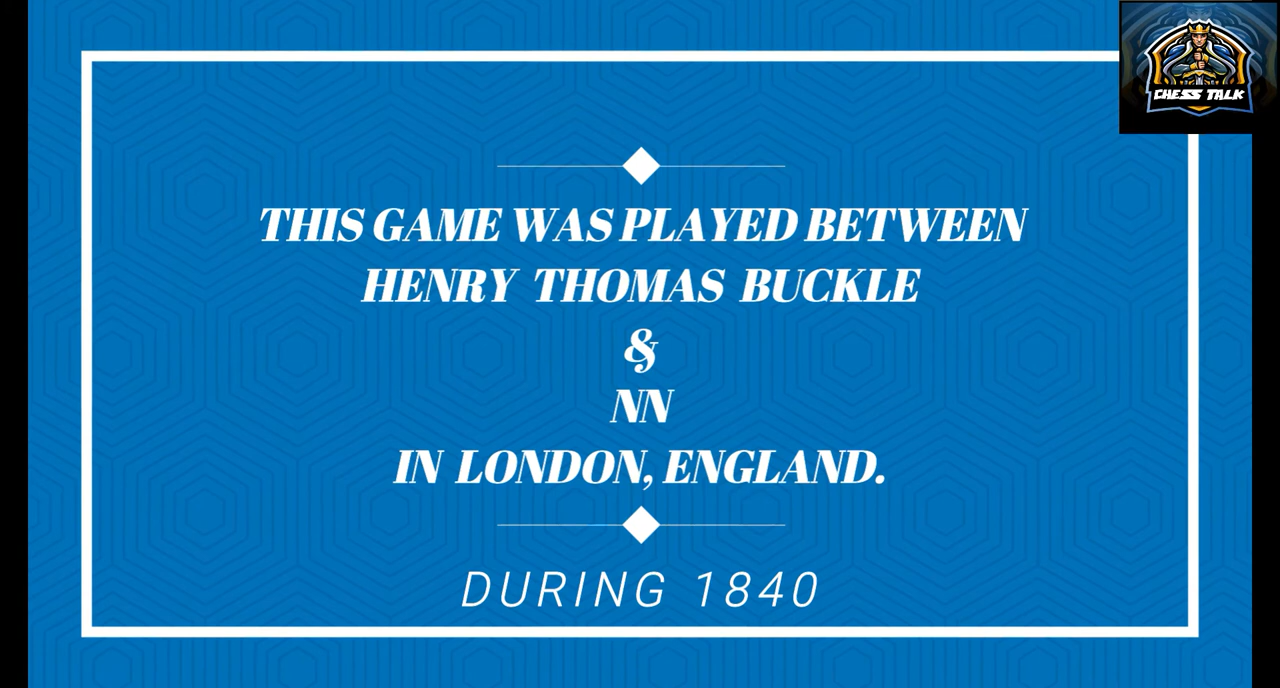 CHESS TALK
THIS GAME WAS PLAYED BETWEEN
HENRY THOMAS BUCKLE
&
NN
IN LONDON, ENGLAND.
DURING 1840